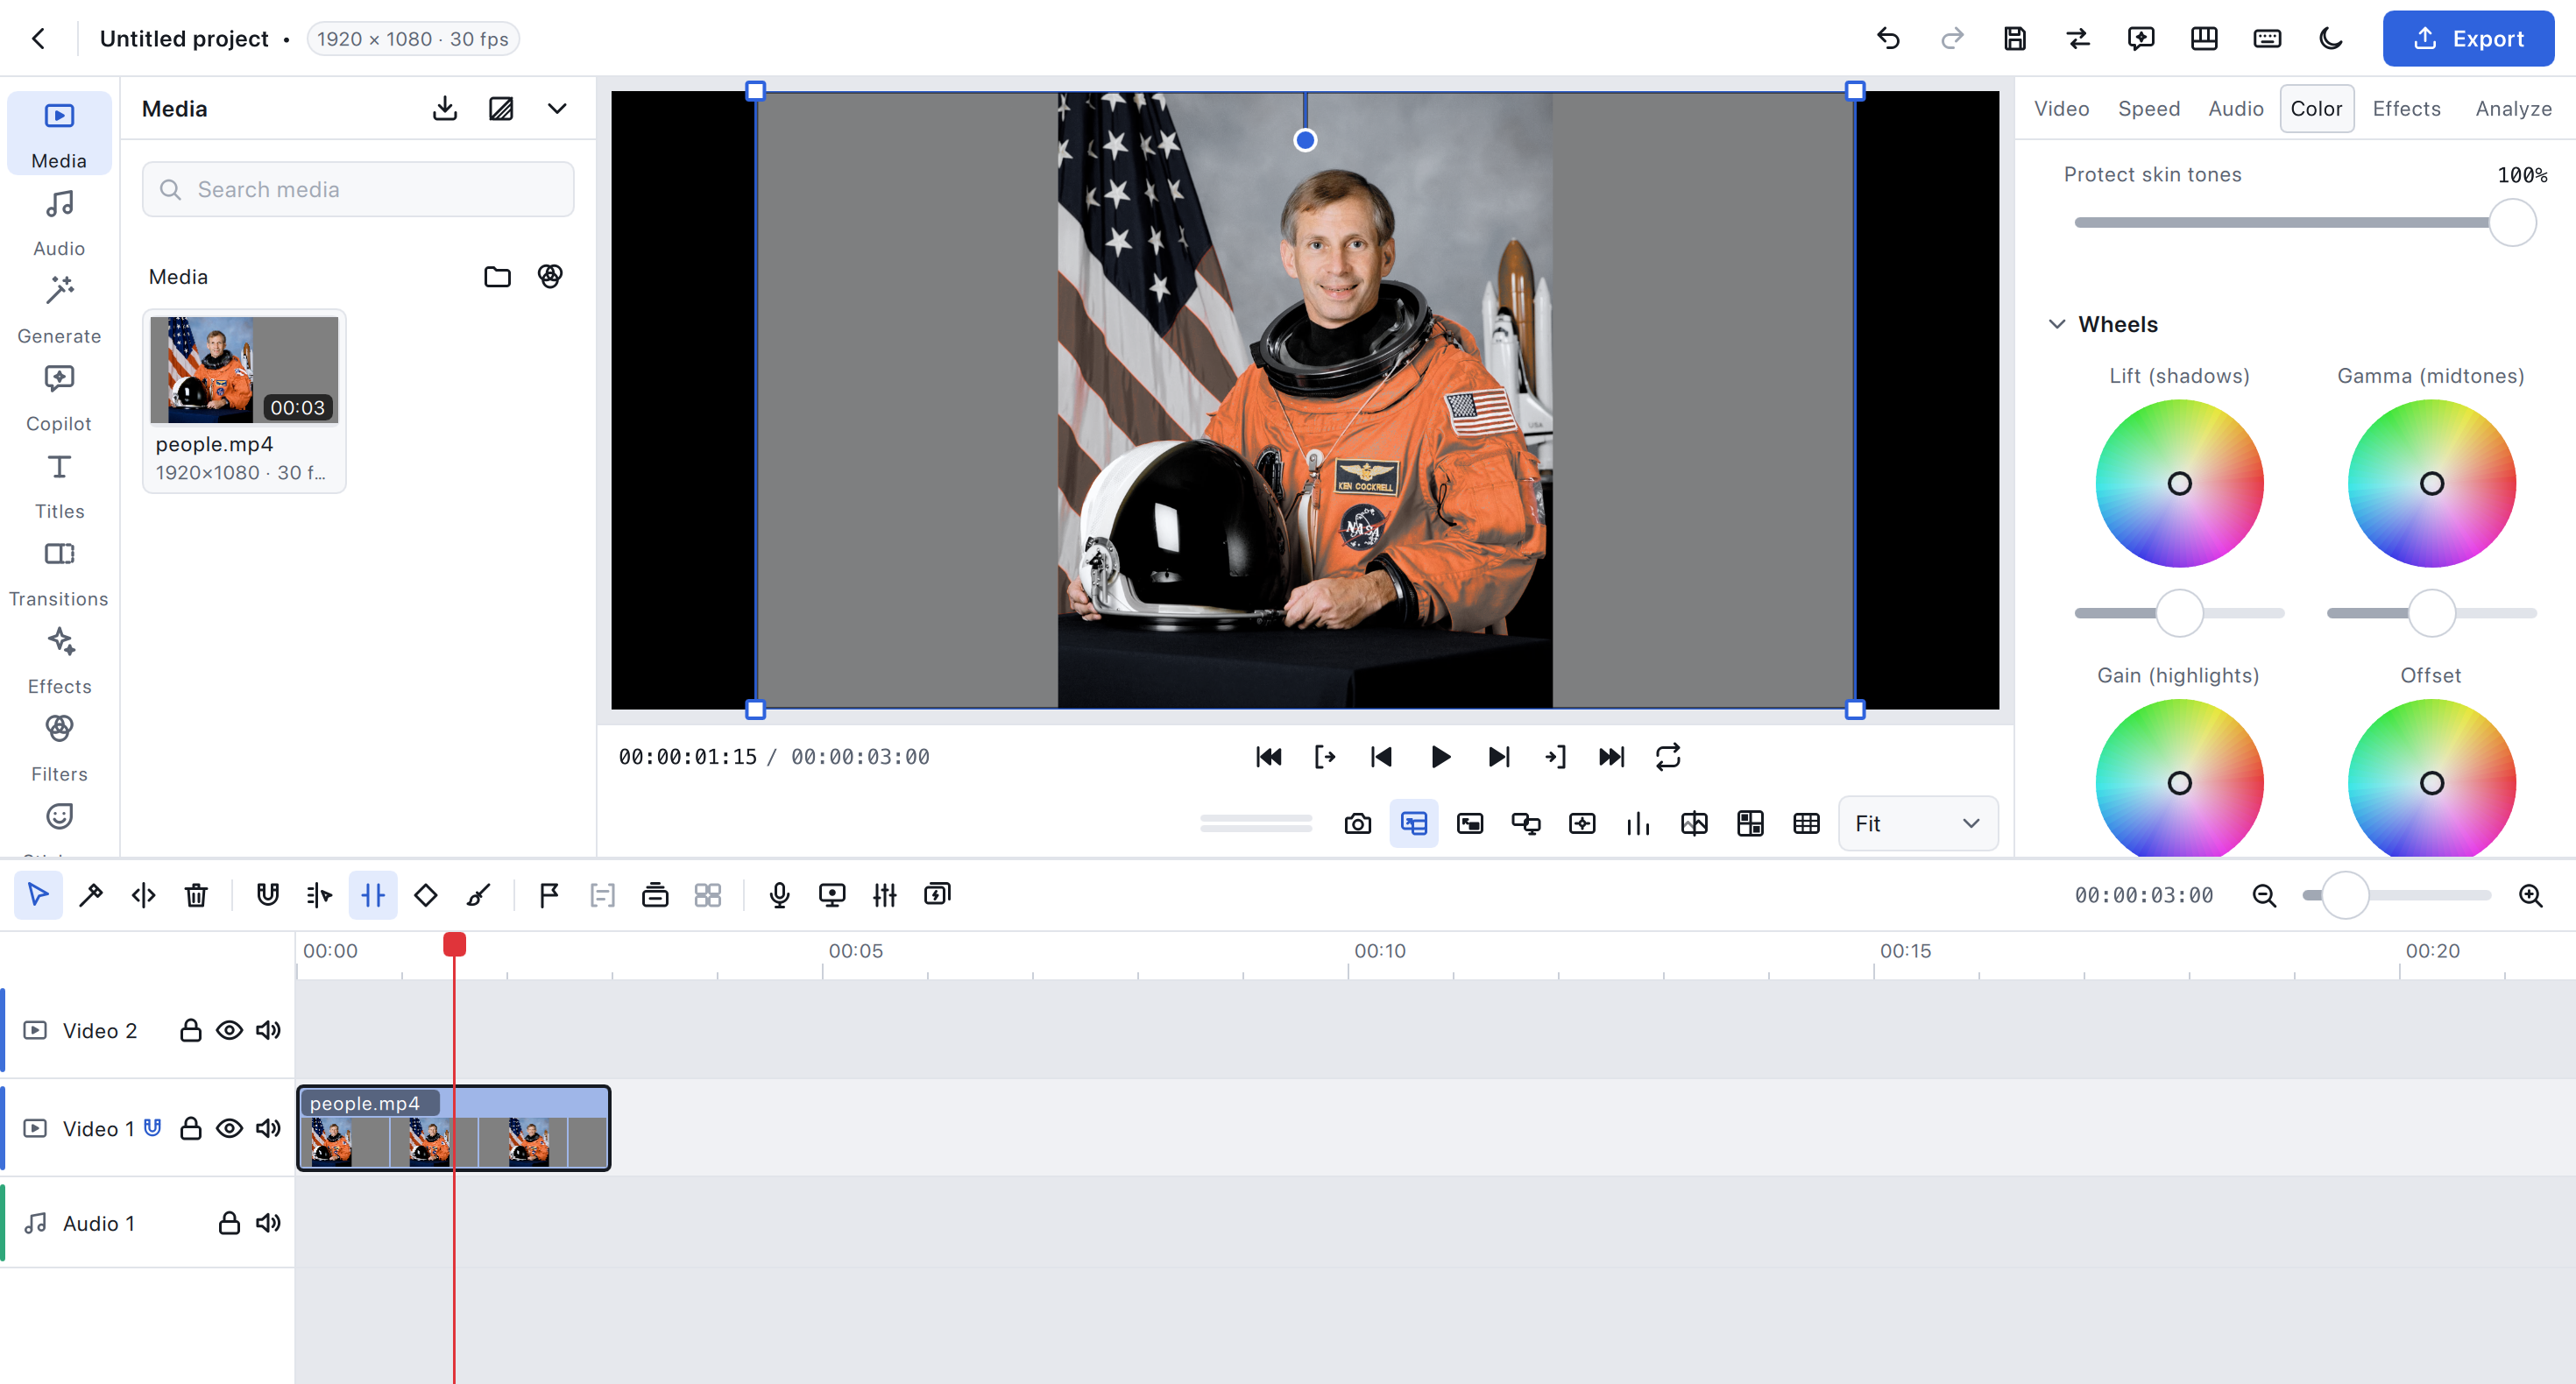 Untitled project •
1920 × 1080 · 30 fps
Export
Media
Audio
Generate
Copilot
Titles
Transitions
Effects
Filters
Media
Search media
Media
00:03
people.mp4
1920×1080 · 30 f…
USA
KEN COCKRELL
NASA
00:00:01:15 / 00:00:03:00
Fit
Video
Speed
Audio
Color
Effects
Analyze
Protect skin tones
100%
Wheels
Lift (shadows)
Gamma (midtones)
Gain (highlights)
Offset
00:00:03:00
00:00
00:05
00:10
00:15
00:20
Video 2
Video 1
people.mp4
Audio 1